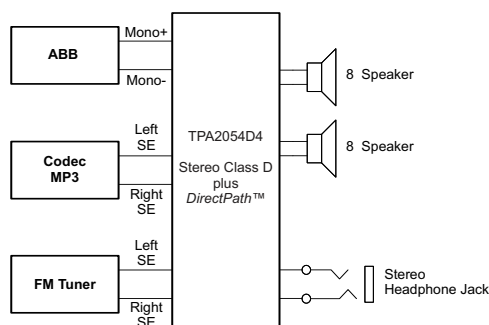 ABB
Mono+
Mono-
Codec
MP3
Left
SE
Right
SE
FM Tuner
Left
SE
Right
SE
TPA2054D4
Stereo Class D
plus
DirectPath™
8 Speaker
8 Speaker
Stereo
Headphone Jack